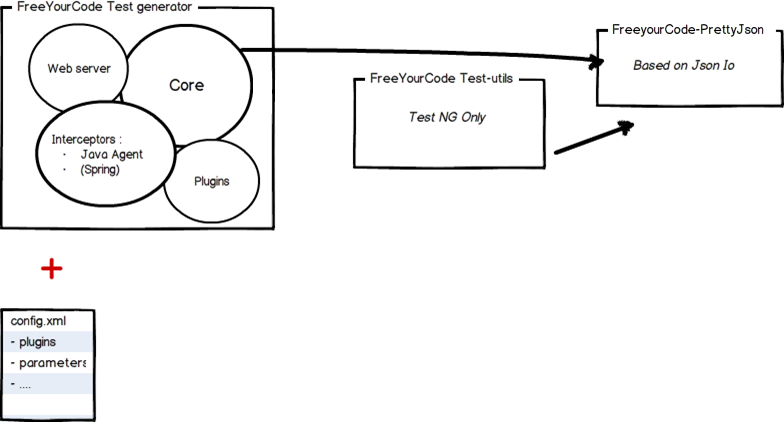 FreeYourCode Test generator
Web server
Core
Interceptors :
· Java Agent
· (Spring)
Plugins
FreeYourCode Test-utils
Test NG Only
FreeyourCode-PrettyJson
Based on Json Io
+
config.xml
- plugins
- parameters
- ....